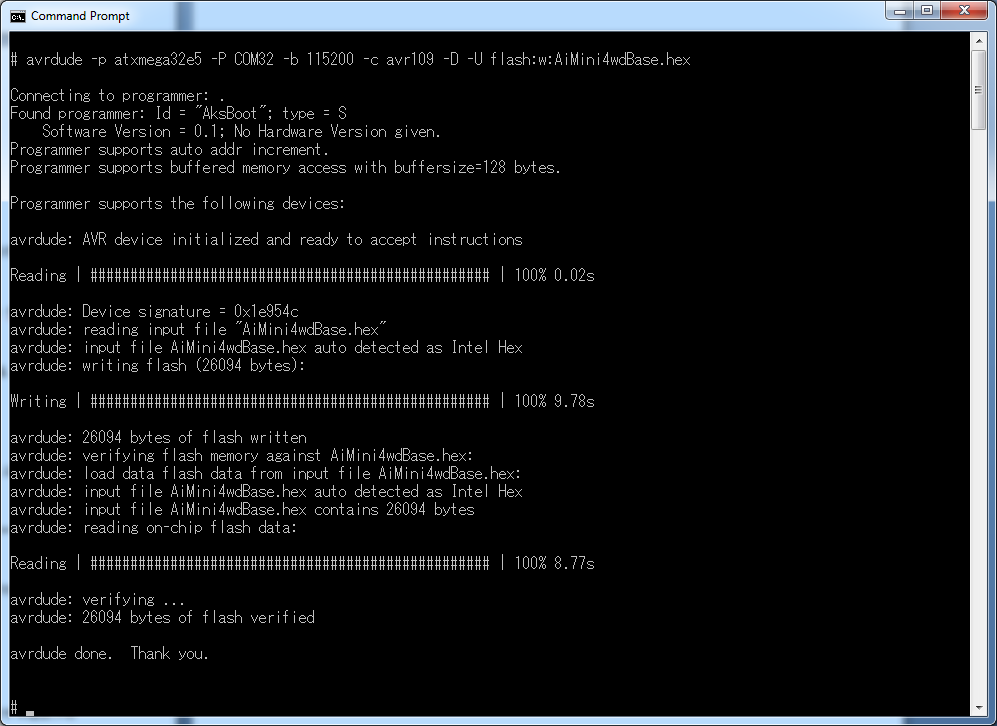 Command Prompt
# avrdude -p atxmega32e5 -P COM32 -b 115200 -c avr109 -D -U flash:w:AiMini4wdBase.hex
Connecting to programmer: .
Found programmer: Id = "AksBoot"; type = S
    Software Version = 0.1; No Hardware Version given.
Programmer supports auto addr increment.
Programmer supports buffered memory access with buffersize=128 bytes.
Programmer supports the following devices:
avrdude: AVR device initialized and ready to accept instructions
Reading | ################################################## | 100% 0.02s
avrdude: Device signature = 0x1e954c
avrdude: reading input file "AiMini4wdBase.hex"
avrdude: input file AiMini4wdBase.hex auto detected as Intel Hex
avrdude: writing flash (26094 bytes):
Writing | ################################################## | 100% 9.78s
avrdude: 26094 bytes of flash written
avrdude: verifying flash memory against AiMini4wdBase.hex:
avrdude: load data flash data from input file AiMini4wdBase.hex:
avrdude: input file AiMini4wdBase.hex auto detected as Intel Hex
avrdude: input file AiMini4wdBase.hex contains 26094 bytes
avrdude: reading on-chip flash data:
Reading | ################################################## | 100% 8.77s
avrdude: verifying ...
avrdude: 26094 bytes of flash verified
avrdude done.  Thank you.
# _